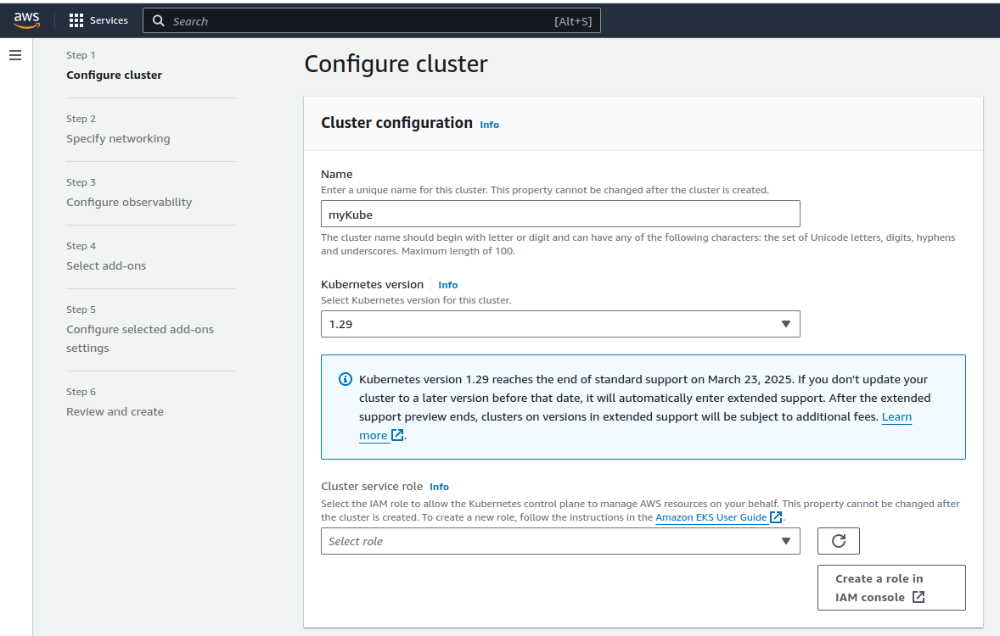 aws
Services
Search
[Alt+S]
Step 1
Configure cluster
Step 2
Specify networking
Step 3
Configure observability
Step 4
Select add-ons
Step 5
Configure selected add-ons
settings
Step 6
Review and create
Configure cluster
Cluster configuration Info
Name
Enter a unique name for this cluster. This property cannot be changed after the cluster is created.
myKube
The cluster name should begin with letter or digit and can have any of the following characters: the set of Unicode letters, digits, hyphens
and underscores. Maximum length of 100.
Kubernetes version Info
Select Kubernetes version for this cluster.
1.29
Kubernetes version 1.29 reaches the end of standard support on March 23, 2025. If you don't update your
cluster to a later version before that date, it will automatically enter extended support. After the extended
support preview ends, clusters on versions in extended support will be subject to additional fees. Learn
more.
Cluster service role Info
Select the IAM role to allow the Kubernetes control plane to manage AWS resources on your behalf. This property cannot be changed after
the cluster is created. To create a new role, follow the instructions in the Amazon EKS User Guide.
Select role
Create a role in
IAM console